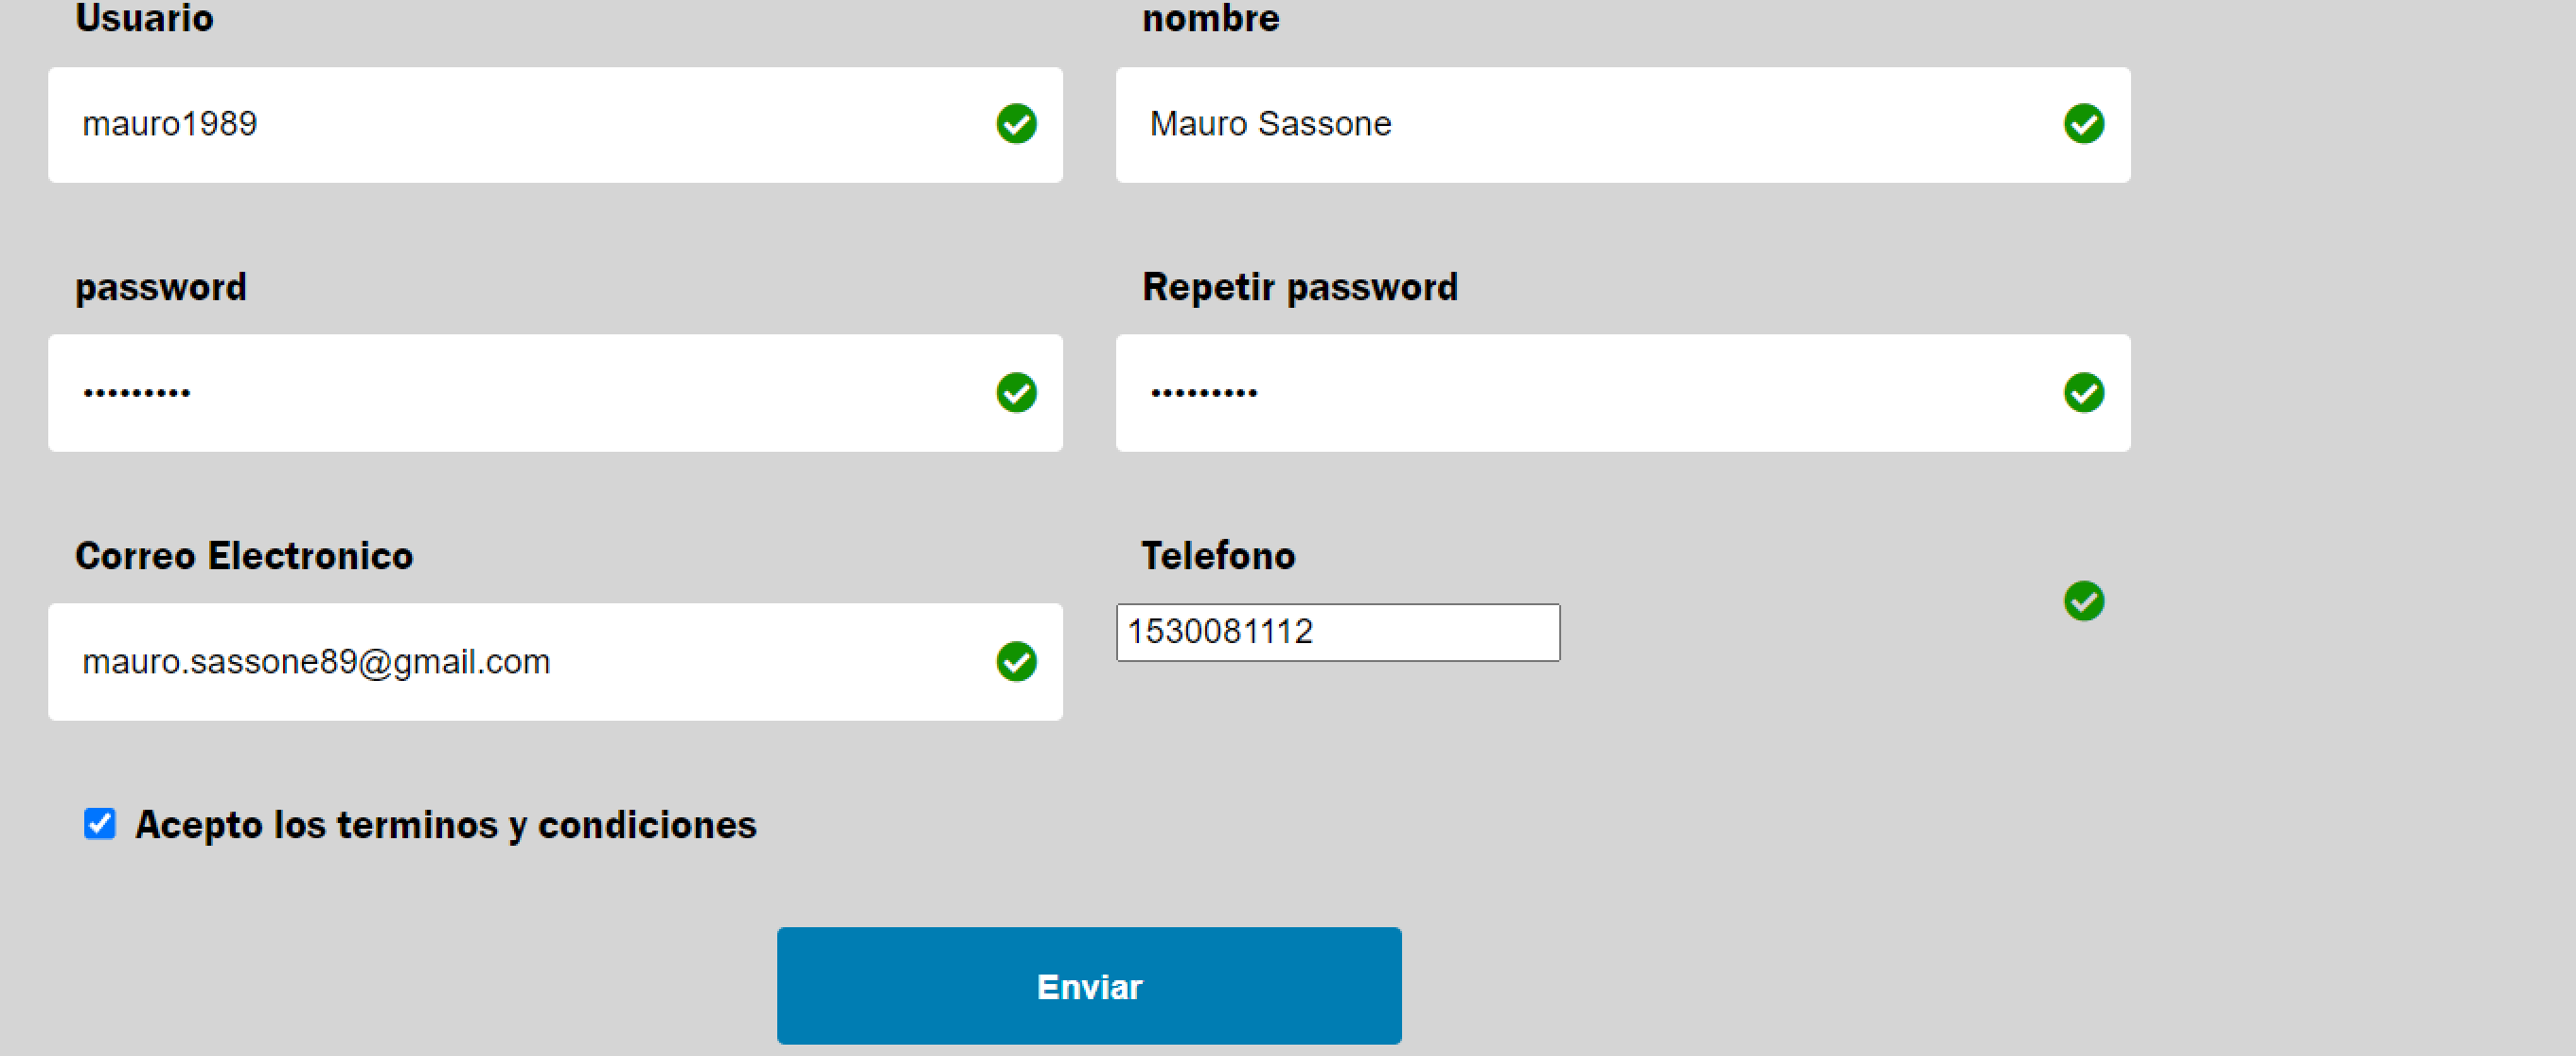 Usuario
nombre
mauro1989
Mauro Sassone
password
Repetir password
•••••••••
•••••••••
Correo Electronico
Telefono
mauro.sassone89@gmail.com
1530081112
Acepto los terminos y condiciones
Enviar